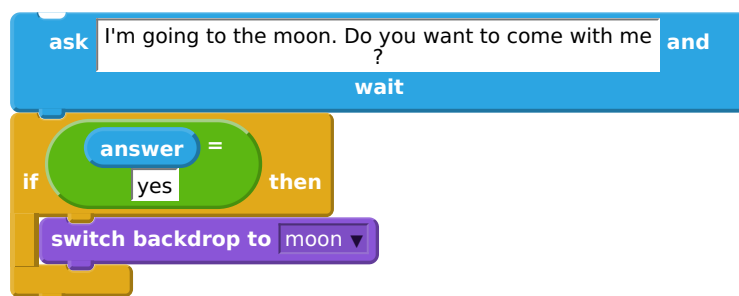 ask I'm going to the moon. Do you want to come with me and
?
wait
answer =
if yes then
switch backdrop to moon ▼